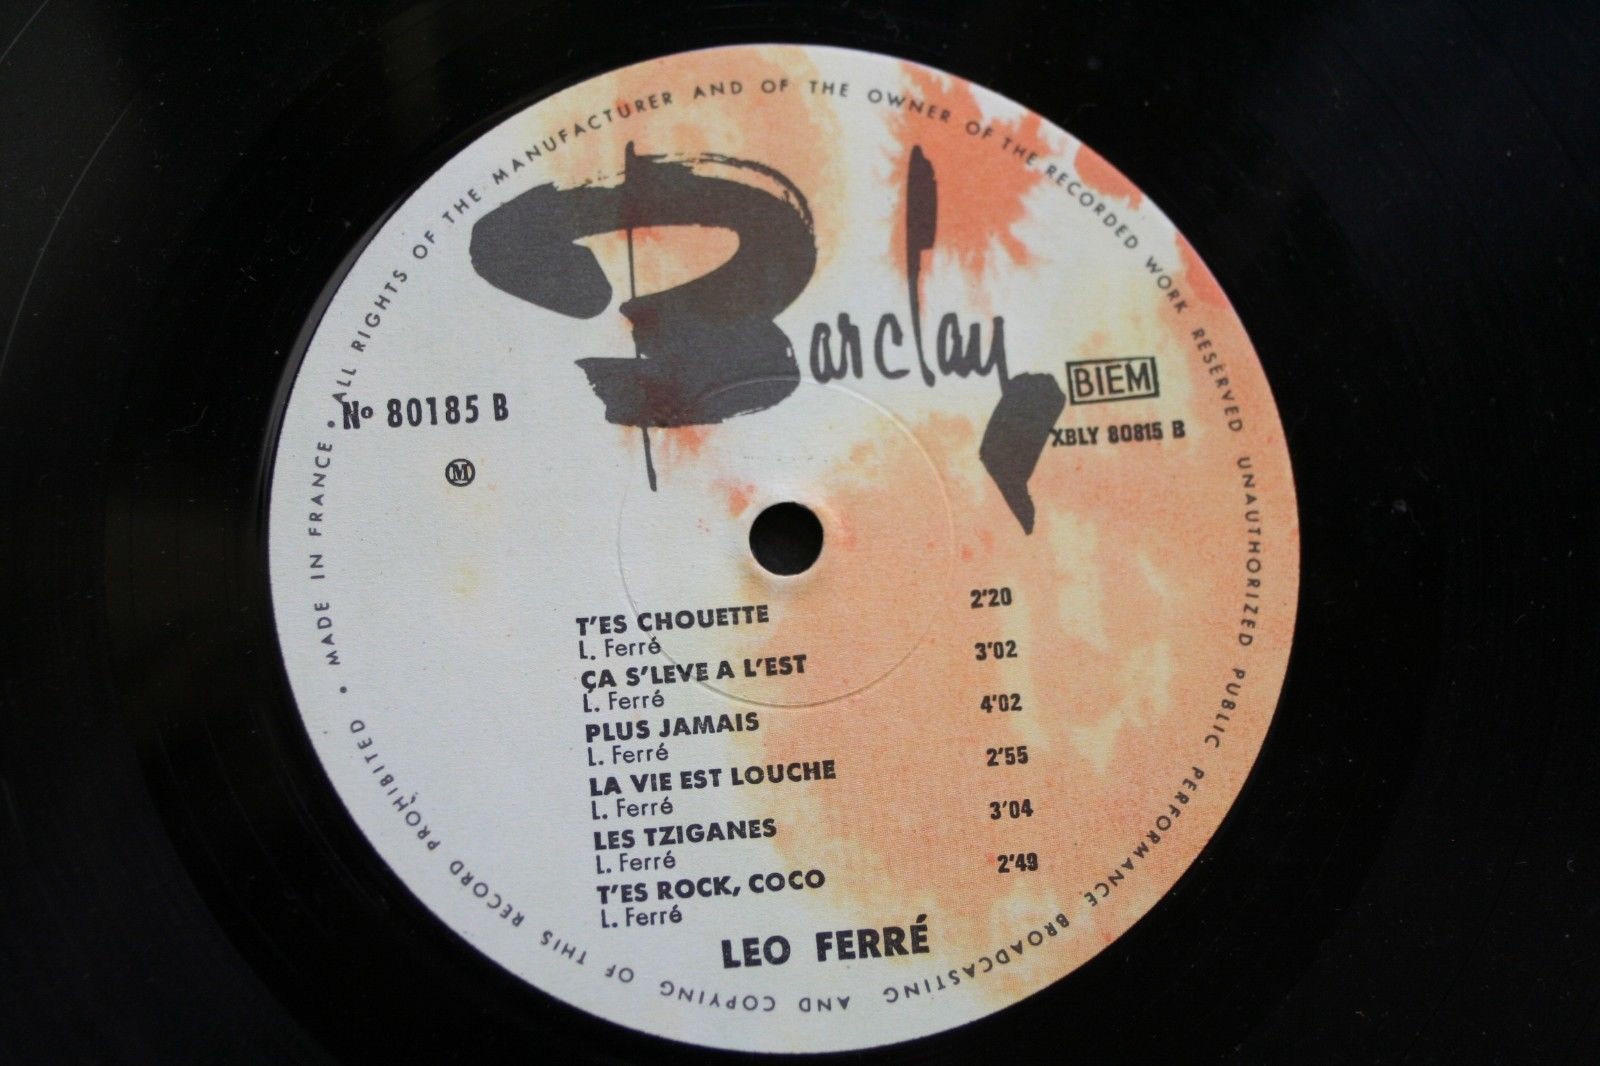 • ALL RIGHTS OF THE MANUFACTURER AND OF THE OWNER OF THE RECORDED WORK RESERVED UNAUTHORIZED PUBLIC PERFORMANCE BROADCASTING AND COPYING OF THIS RECORD PROHIBITED • MADE IN FRANCE
Barclay
BIEM
Nº 80185 B
XBLY 80815 B
M
T'ES CHOUETTE 2'20
L. Ferré
ÇA S'LEVE A L'EST 3'02
L. Ferré
PLUS JAMAIS 4'02
L. Ferré
LA VIE EST LOUCHE 2'55
L. Ferré
LES TZIGANES 3'04
L. Ferré
T'ES ROCK, COCO 2'49
L. Ferré
LEO FERRÉ